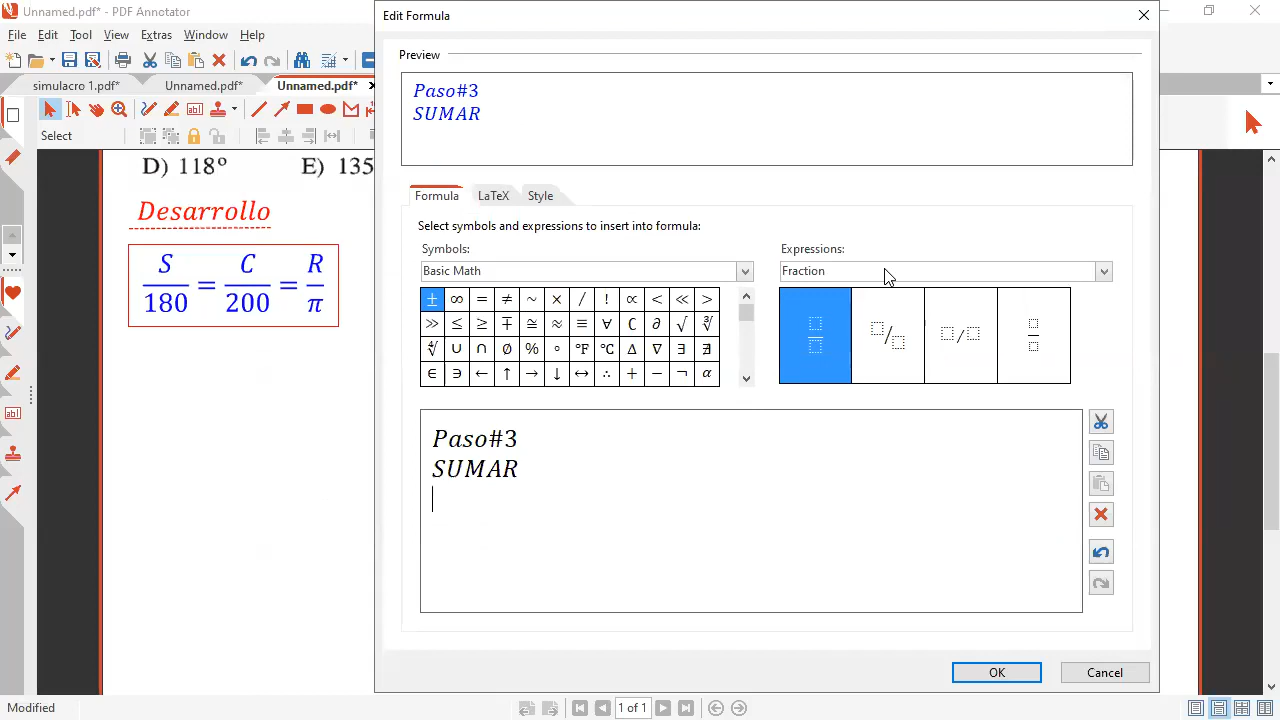 Unnamed.pdf* - PDF Annotator
File Edit Tool View Extras Window Help
simulacro 1.pdf* Unnamed.pdf* Unnamed.pdf*
Select
D) 118º E) 135
Desarrollo
S/180 = C/200 = R/π
Edit Formula
Preview
Paso#3
SUMAR
Formula LaTeX Style
Select symbols and expressions to insert into formula:
Symbols: Expressions:
Basic Math Fraction
± ∞ = ≠ ~ × / ! ∝ < ≪ >
≫ ≤ ≥ ∓ ≅ ≈ ≡ ∀ ∁ ∂ √ ∛
∜ ∪ ∩ ∅ % ° °F °C ∆ ∇ ∃ ∄
∈ ∋ ← ↑ → ↓ ↔ ∴ + − ¬ α
Paso#3
SUMAR
OK Cancel
Modified 1 of 1